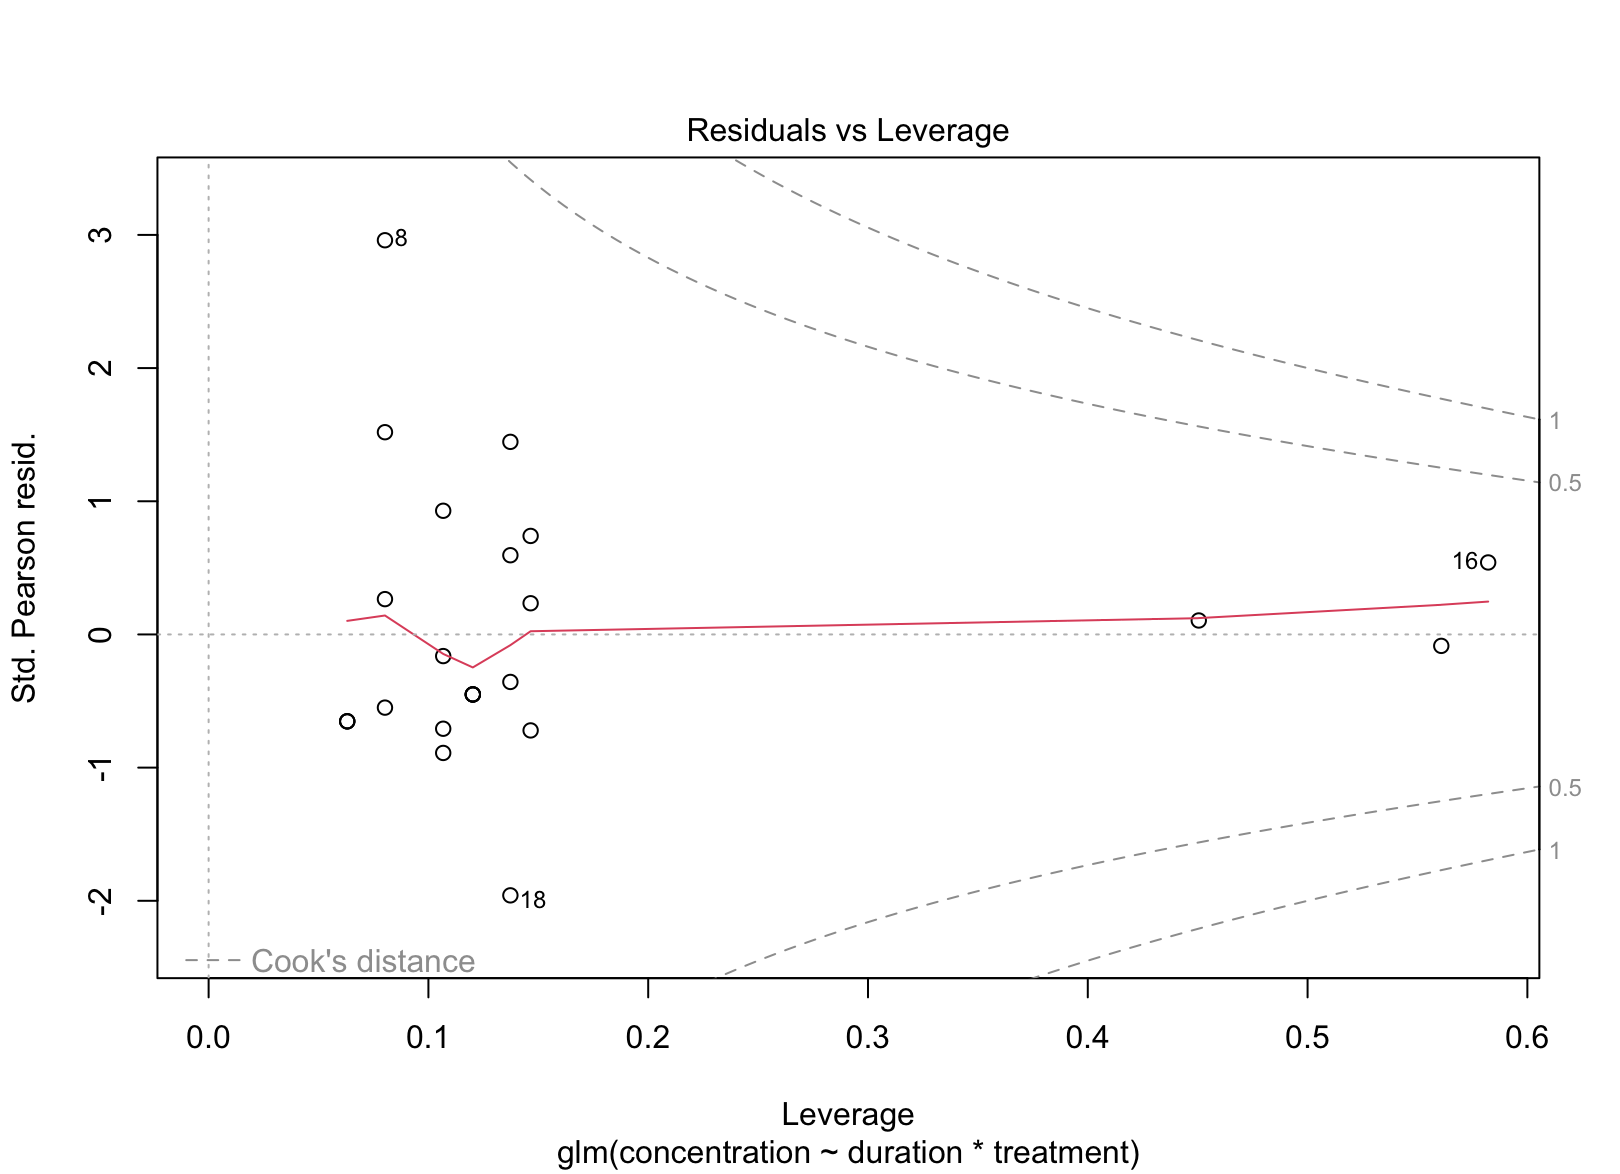 Residuals vs Leverage
Std. Pearson resid.
3
2
1
0
-1
-2
8
16
18
1
0.5
0.5
1
Cook's distance
0.0 0.1 0.2 0.3 0.4 0.5 0.6
Leverage
glm(concentration ~ duration * treatment)